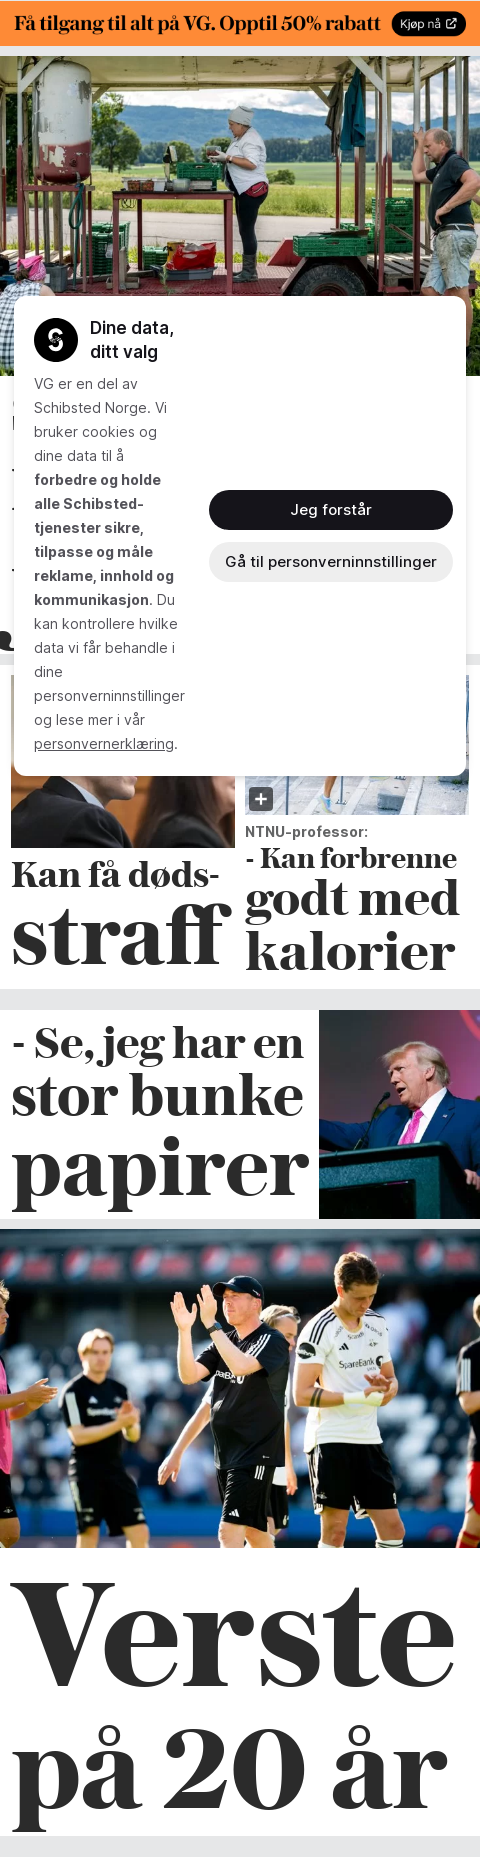 Få tilgang til alt på VG. Opptil 50% rabatt
Kjøp nå
Dine data,
ditt valg
VG er en del av
Schibsted Norge. Vi
bruker cookies og
dine data til å
forbedre og holde
alle Schibsted-
tjenester sikre,
tilpasse og måle
reklame, innhold og
kommunikasjon. Du
kan kontrollere hvilke
data vi får behandle i
dine
personverninnstillinger
og lese mer i vår
personvernerklæring.
Jeg forstår
Gå til personverninnstillinger
Kan få døds-
straff
NTNU-professor:
- Kan forbrenne
godt med
kalorier
- Se, jeg har en
stor bunke
papirer
SpareBank
Verste
på 20 år